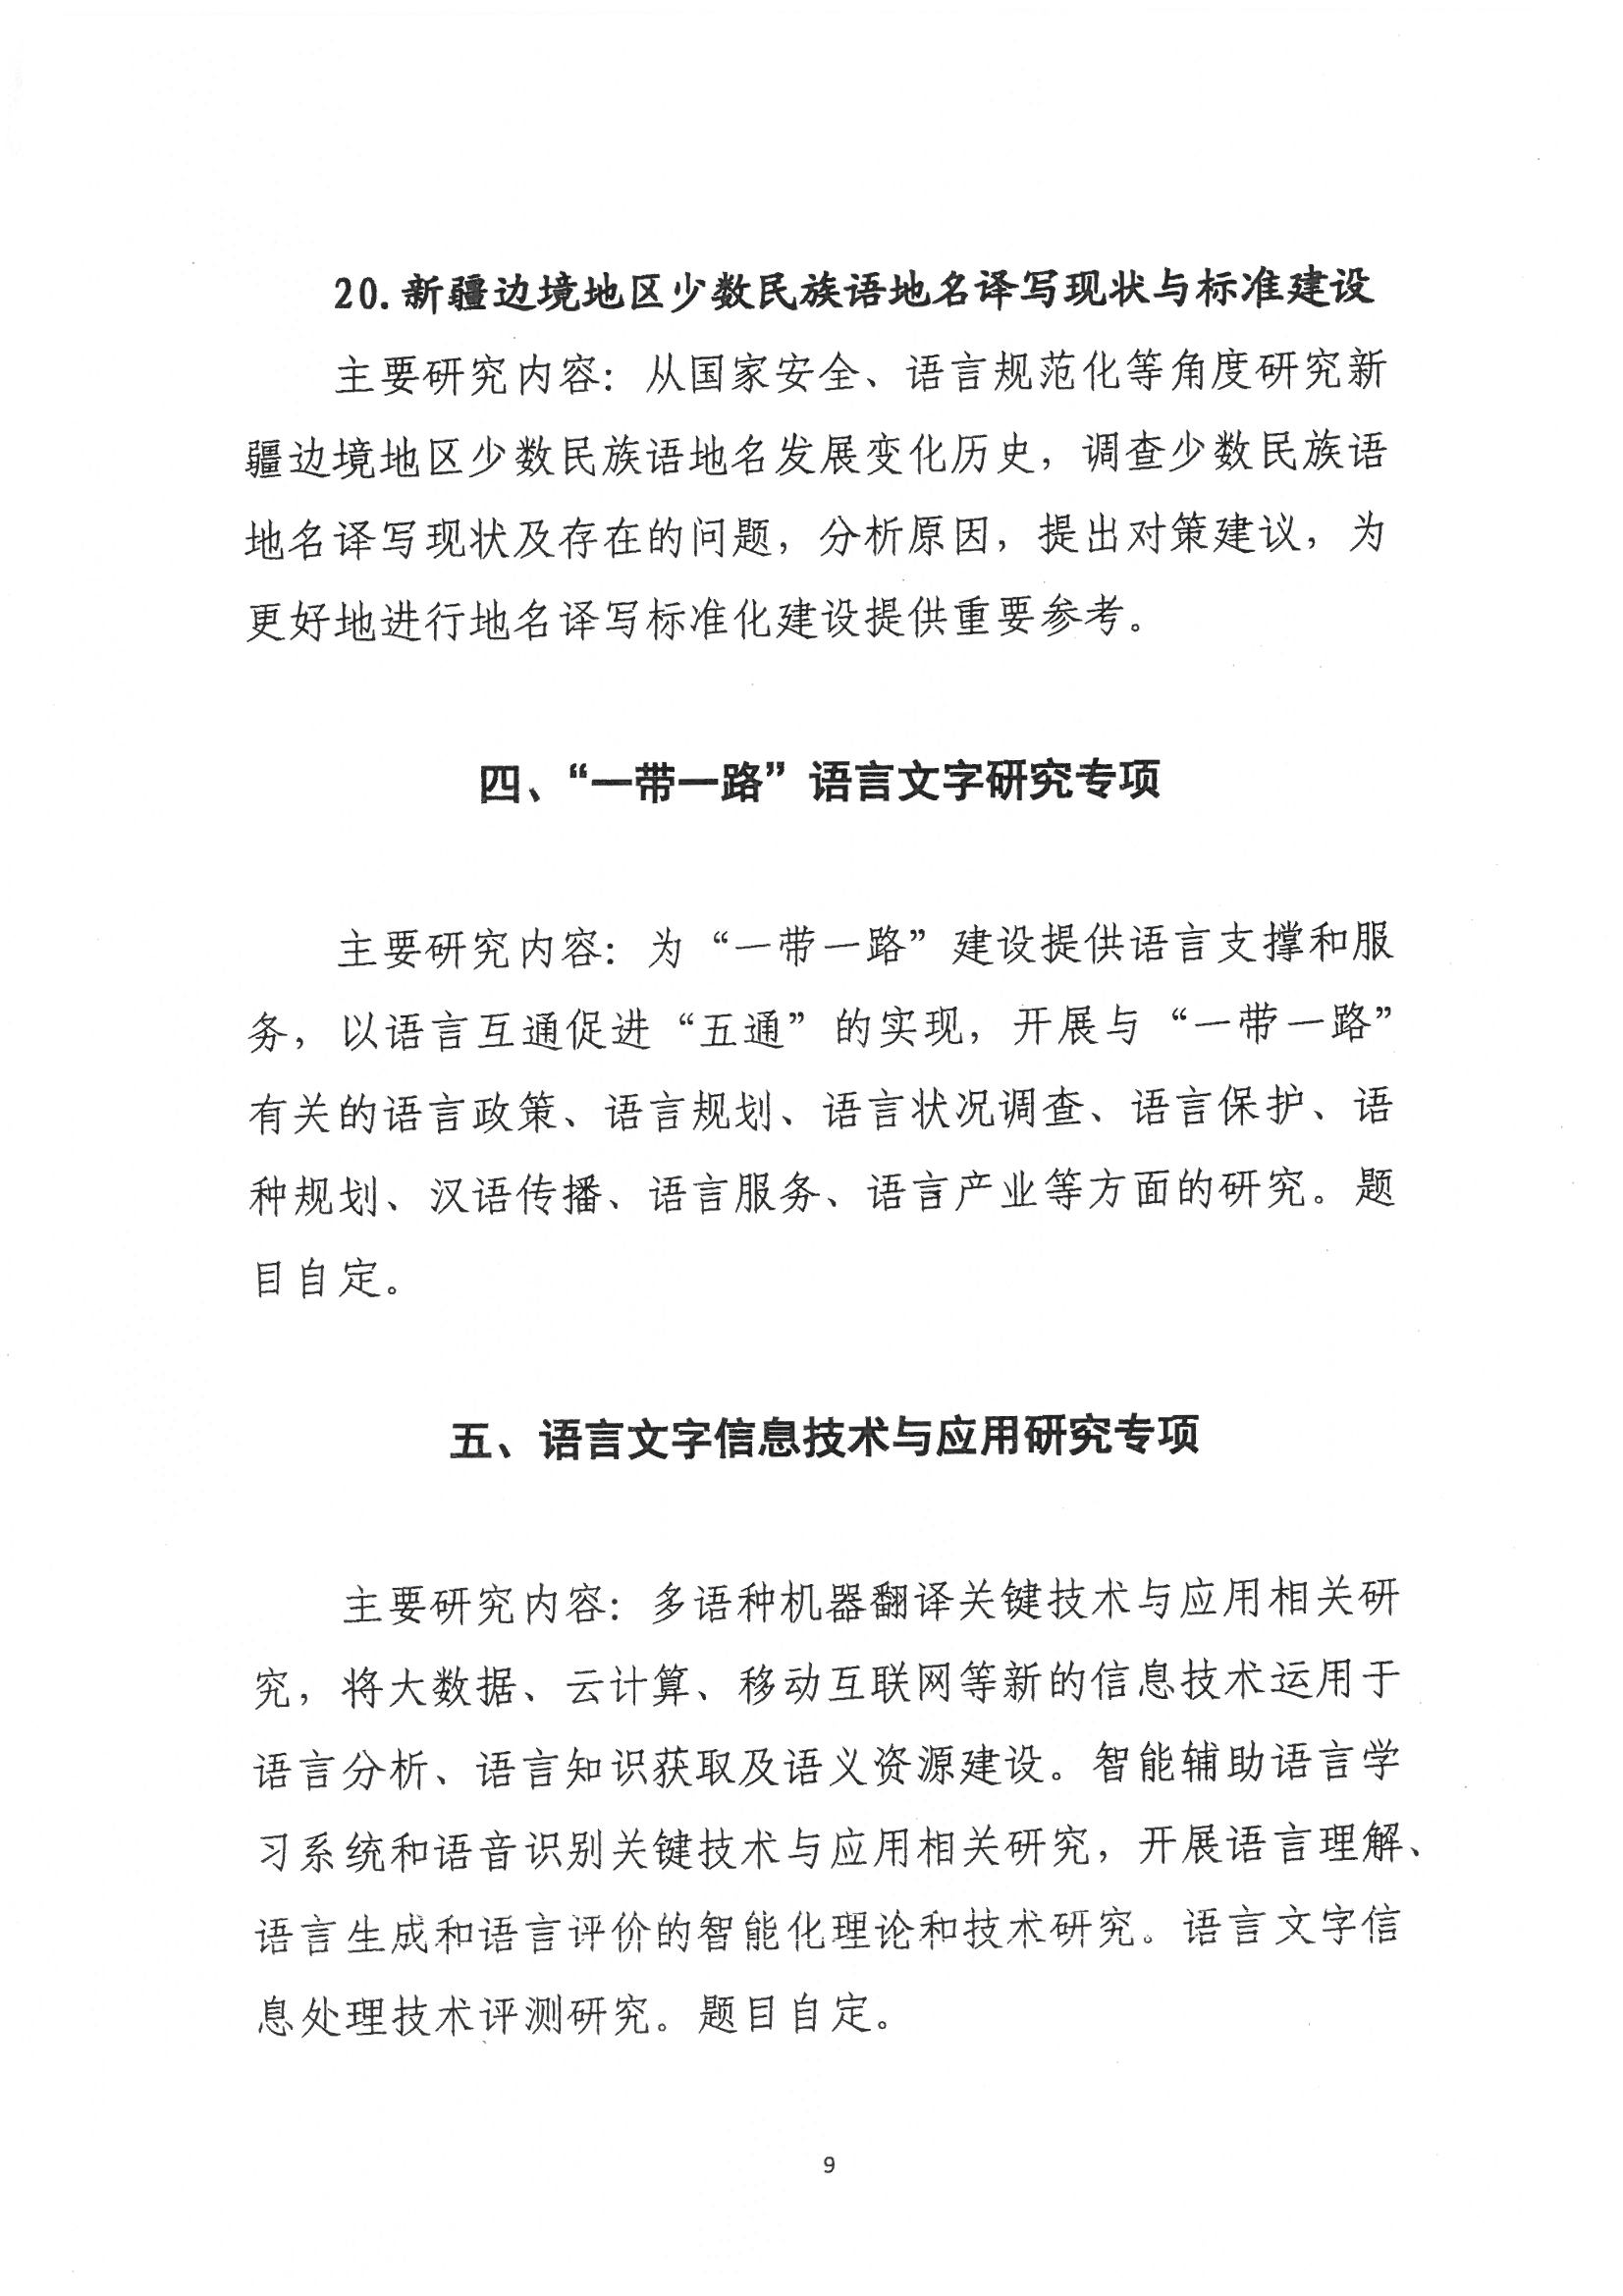 20.新疆边境地区少数民族语地名译写现状与标准建设
主要研究内容：从国家安全、语言规范化等角度研究新
疆边境地区少数民族语地名发展变化历史，调查少数民族语
地名译写现状及存在的问题，分析原因，提出对策建议，为
更好地进行地名译写标准化建设提供重要参考。
四、“一带一路”语言文字研究专项
主要研究内容：为“一带一路”建设提供语言支撑和服
务，以语言互通促进“五通”的实现，开展与“一带一路”
有关的语言政策、语言规划、语言状况调查、语言保护、语
种规划、汉语传播、语言服务、语言产业等方面的研究。题
目自定。
五、语言文字信息技术与应用研究专项
主要研究内容：多语种机器翻译关键技术与应用相关研
究，将大数据、云计算、移动互联网等新的信息技术运用于
语言分析、语言知识获取及语义资源建设。智能辅助语言学
习系统和语音识别关键技术与应用相关研究，开展语言理解、
语言生成和语言评价的智能化理论和技术研究。语言文字信
息处理技术评测研究。题目自定。
9